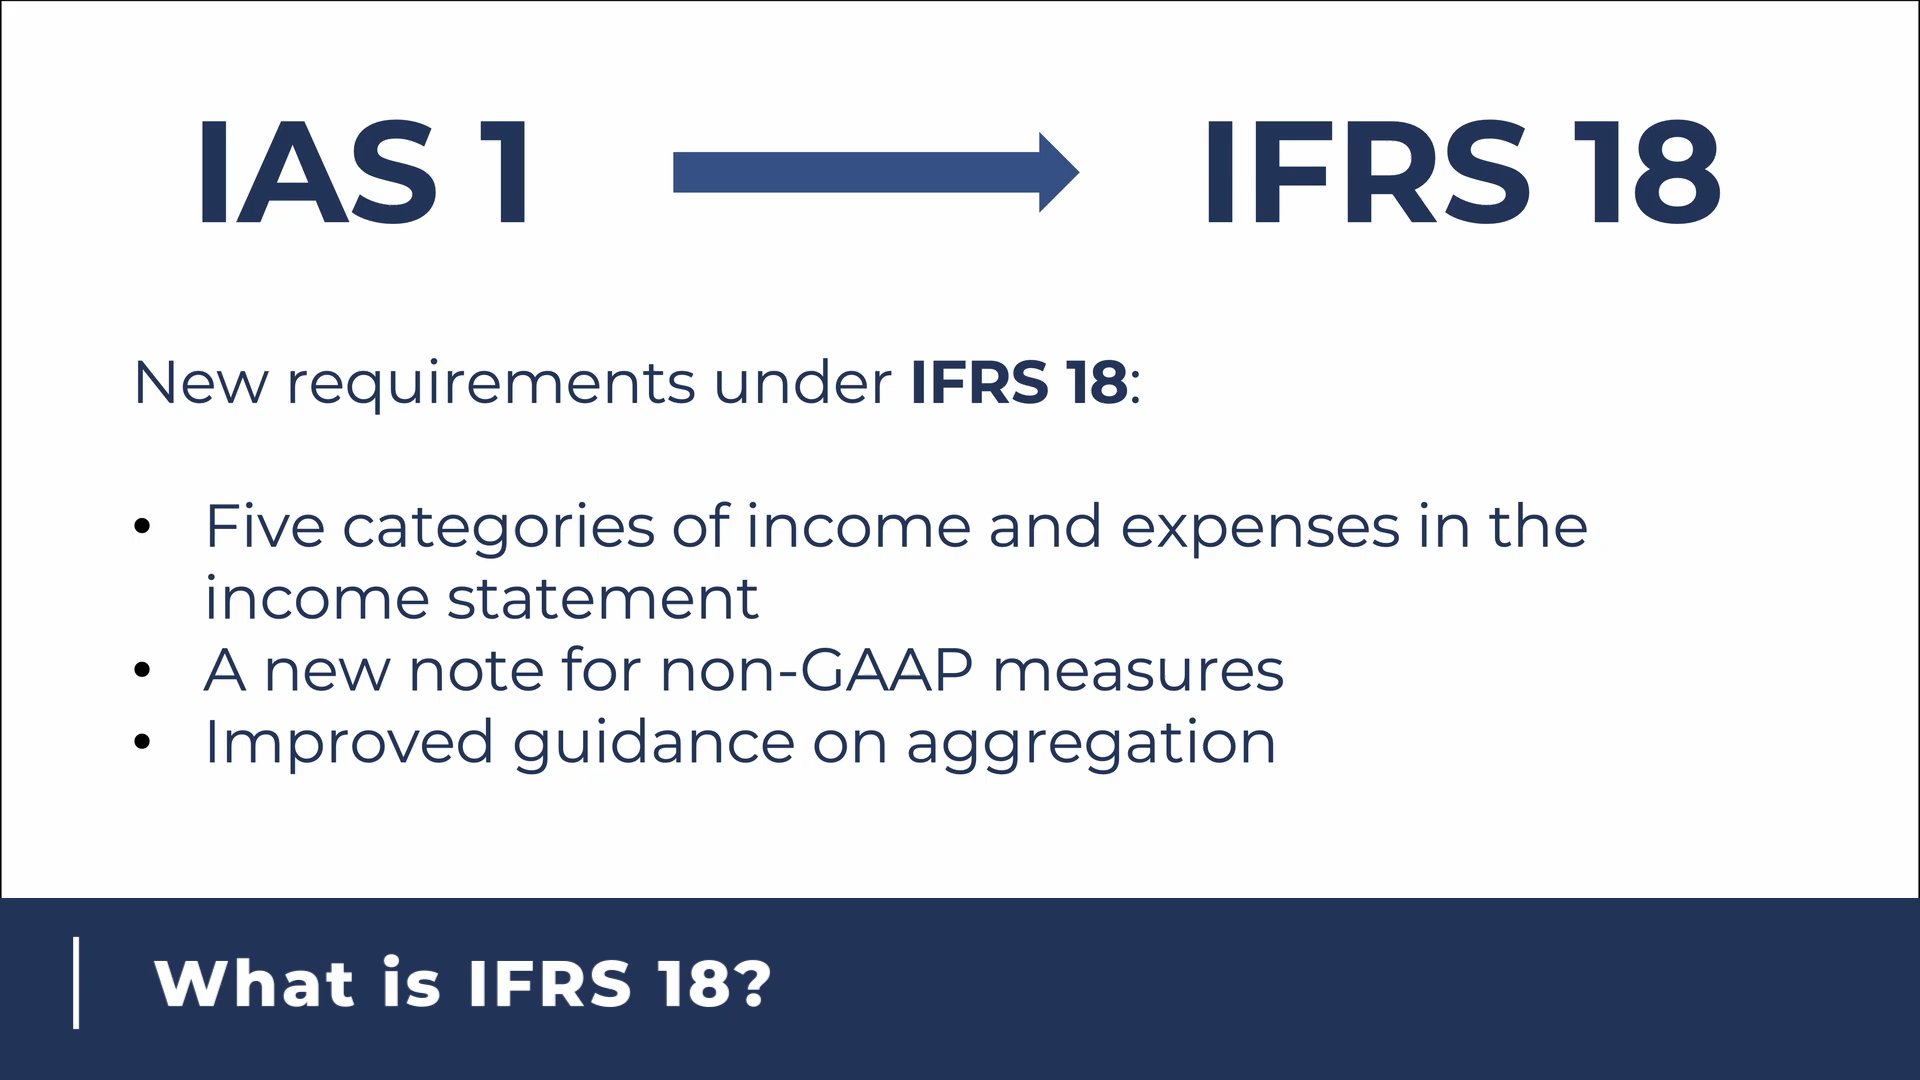 IAS 1
IFRS 18
New requirements under IFRS 18:
• Five categories of income and expenses in the
income statement
• A new note for non-GAAP measures
• Improved guidance on aggregation
What is IFRS 18?